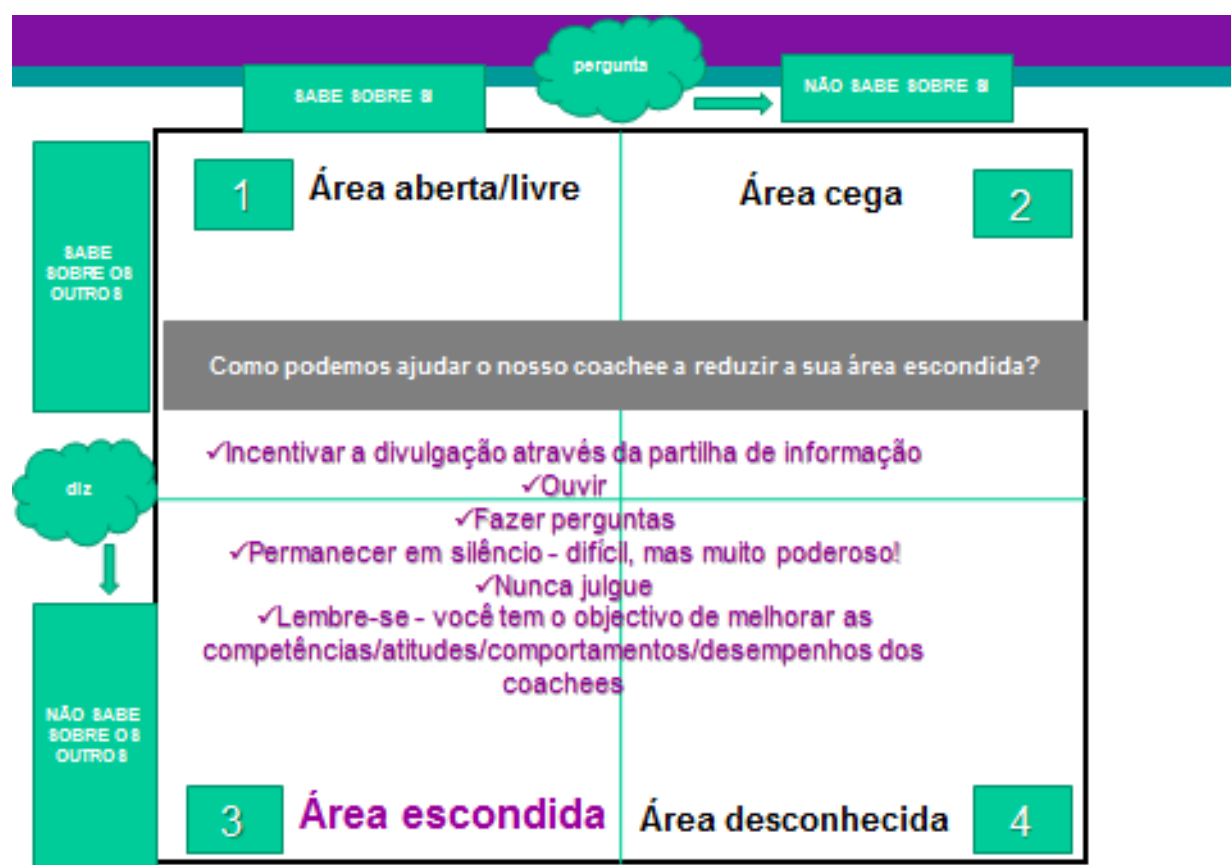 pergunta
SABE SOBRE SI
NÃO SABE SOBRE SI
1
Área aberta/livre
Área cega
2
SABE
SOBRE OS
OUTROS
Como podemos ajudar o nosso coachee a reduzir a sua área escondida?
✓Incentivar a divulgação através da partilha de informação
✓Ouvir
diz
✓Fazer perguntas
✓Permanecer em silêncio - difícil, mas muito poderoso!
✓Nunca julgue
✓Lembre-se - você tem o objectivo de melhorar as
competências/atitudes/comportamentos/desempenhos dos
coachees
NÃO SABE
SOBRE OS
OUTROS
3
Área escondida
Área desconhecida
4